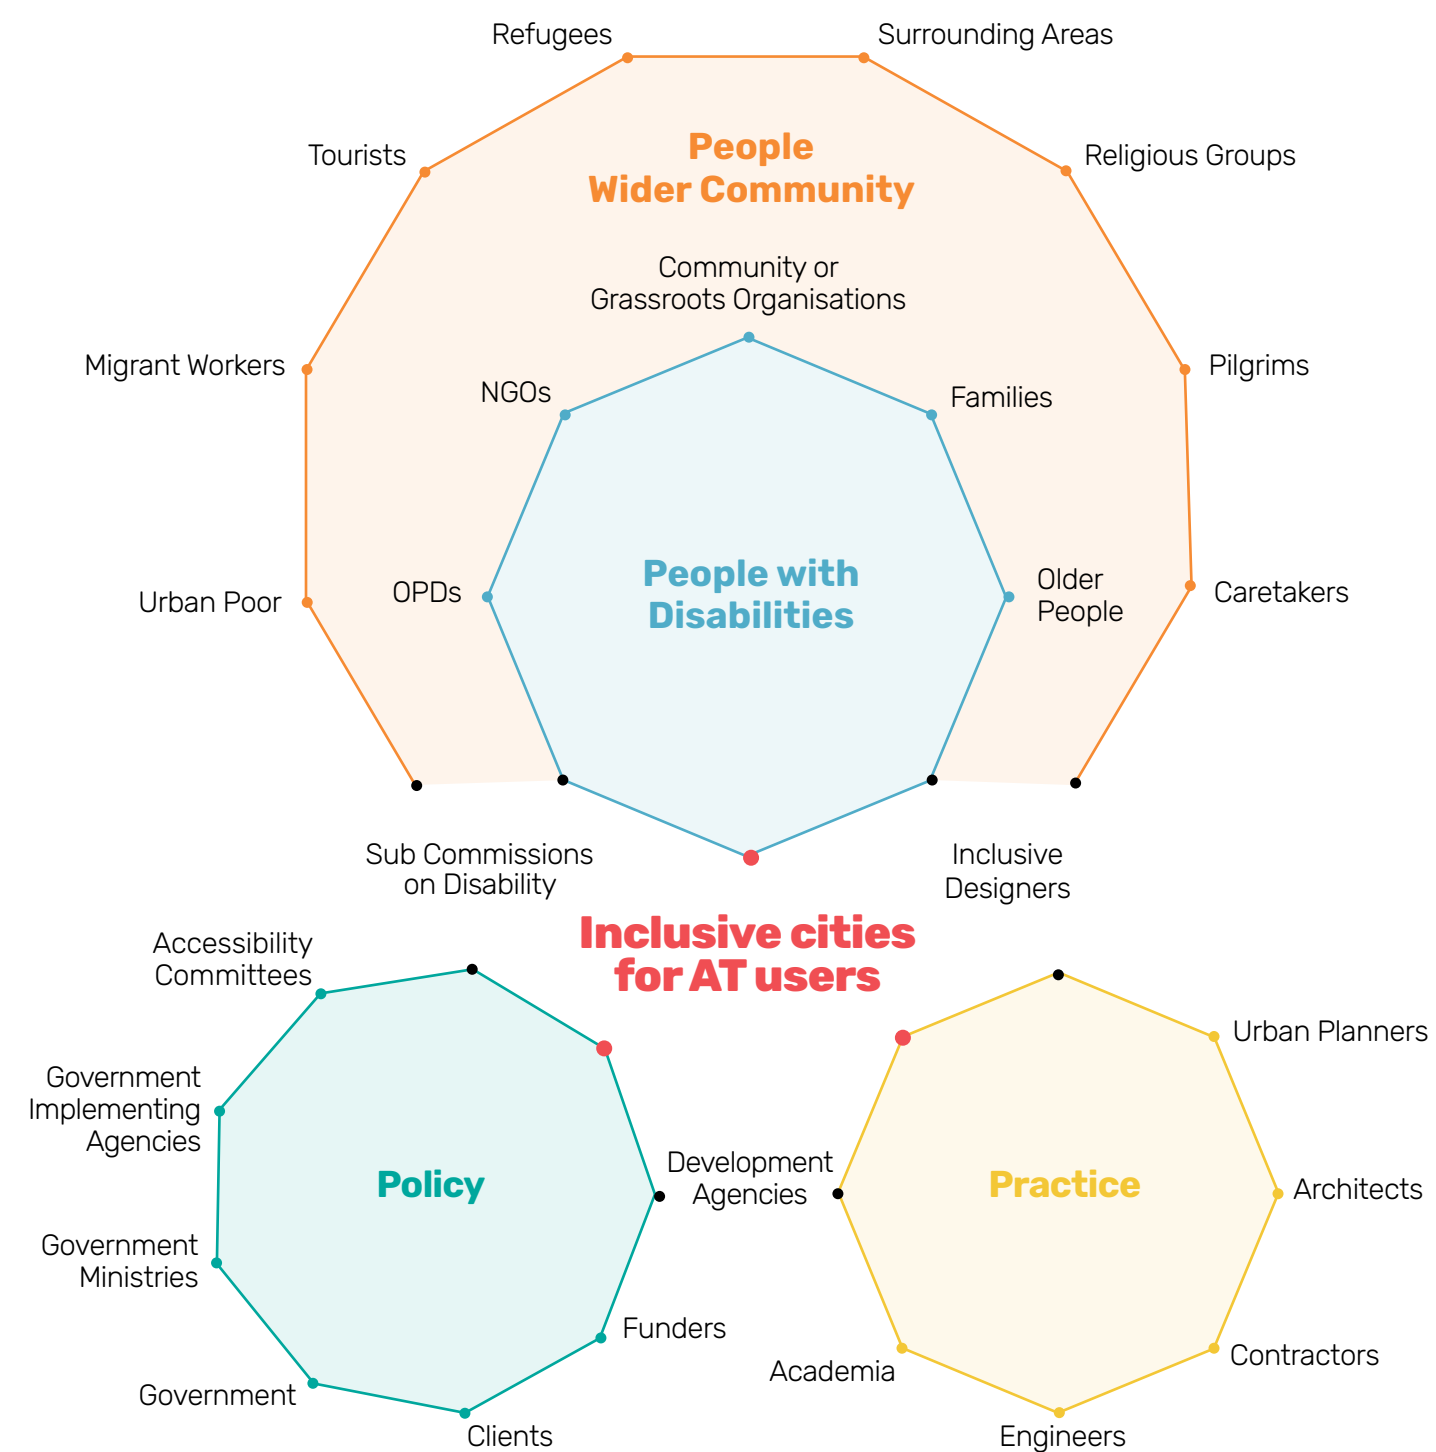 Refugees
Surrounding Areas
Tourists
People
Wider Community
Religious Groups
Community or
Grassroots Organisations
Migrant Workers
NGOs
Families
Pilgrims
Urban Poor
OPDs
People with
Disabilities
Older
People
Caretakers
Sub Commissions
on Disability
Inclusive
Designers
Inclusive cities
for AT users
Accessibility
Committees
Urban Planners
Government
Implementing
Agencies
Policy
Development
Agencies
Practice
Architects
Government
Ministries
Funders
Academia
Contractors
Government
Clients
Engineers